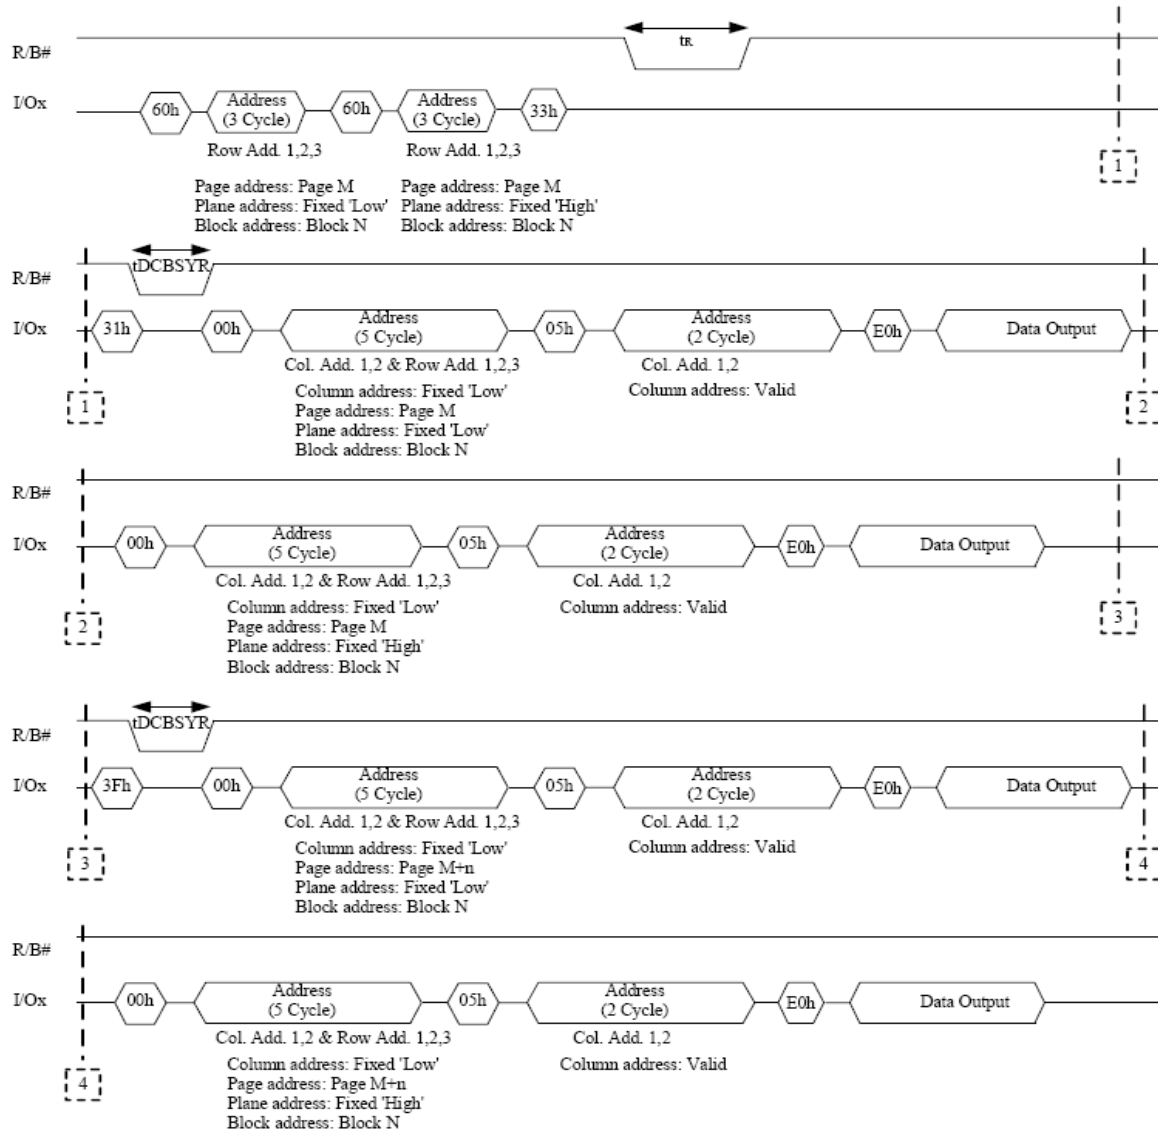 tR
R/B#
I/Ox
60h
Address
(3 Cycle)
60h
Address
(3 Cycle)
33h
Row Add. 1,2,3
Row Add. 1,2,3
1
Page address: Page M
Plane address: Fixed 'Low'
Block address: Block N
Page address: Page M
Plane address: Fixed 'High'
Block address: Block N
tDCBSYR
R/B#
I/Ox
31h
00h
Address
(5 Cycle)
05h
Address
(2 Cycle)
E0h
Data Output
Col. Add. 1,2 & Row Add. 1,2,3
Col. Add. 1,2
Column address: Fixed 'Low'
Page address: Page M
Plane address: Fixed 'Low'
Block address: Block N
Column address: Valid
1
2
R/B#
I/Ox
00h
Address
(5 Cycle)
05h
Address
(2 Cycle)
E0h
Data Output
Col. Add. 1,2 & Row Add. 1,2,3
Col. Add. 1,2
Column address: Fixed 'Low'
Page address: Page M
Plane address: Fixed 'High'
Block address: Block N
Column address: Valid
2
3
tDCBSYR
R/B#
I/Ox
3Fh
00h
Address
(5 Cycle)
05h
Address
(2 Cycle)
E0h
Data Output
Col. Add. 1,2 & Row Add. 1,2,3
Col. Add. 1,2
Column address: Fixed 'Low'
Page address: Page M+n
Plane address: Fixed 'Low'
Block address: Block N
Column address: Valid
3
4
R/B#
I/Ox
00h
Address
(5 Cycle)
05h
Address
(2 Cycle)
E0h
Data Output
Col. Add. 1,2 & Row Add. 1,2,3
Col. Add. 1,2
Column address: Fixed 'Low'
Page address: Page M+n
Plane address: Fixed 'High'
Block address: Block N
Column address: Valid
4